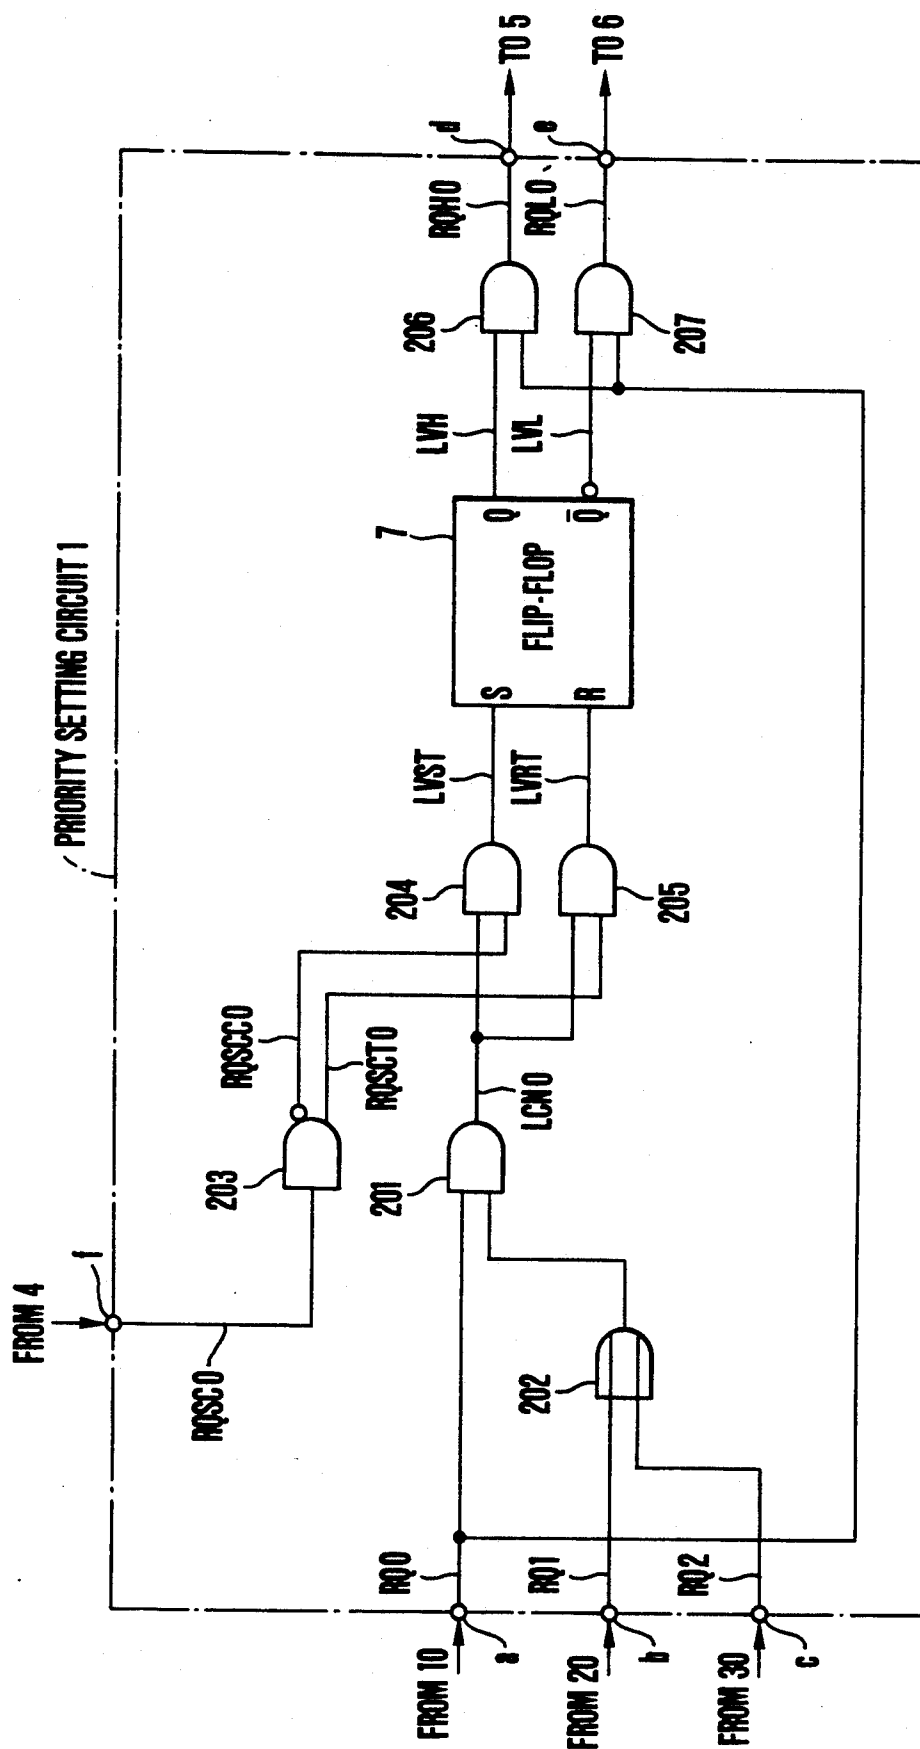 PRIORITY SETTING CIRCUIT 1
FROM 4
f
RQSC0
203
RQSCC0
RQSCT0
FROM 10
a
RQ0
201
LCN0
204
LVST
7
S
Q
LVH
206
RQH0
d
TO 5
FLIP-FLOP
205
LVRT
R
Q̅
LVL
207
RQL0
e
TO 6
FROM 20
b
RQ1
202
FROM 30
c
RQ2